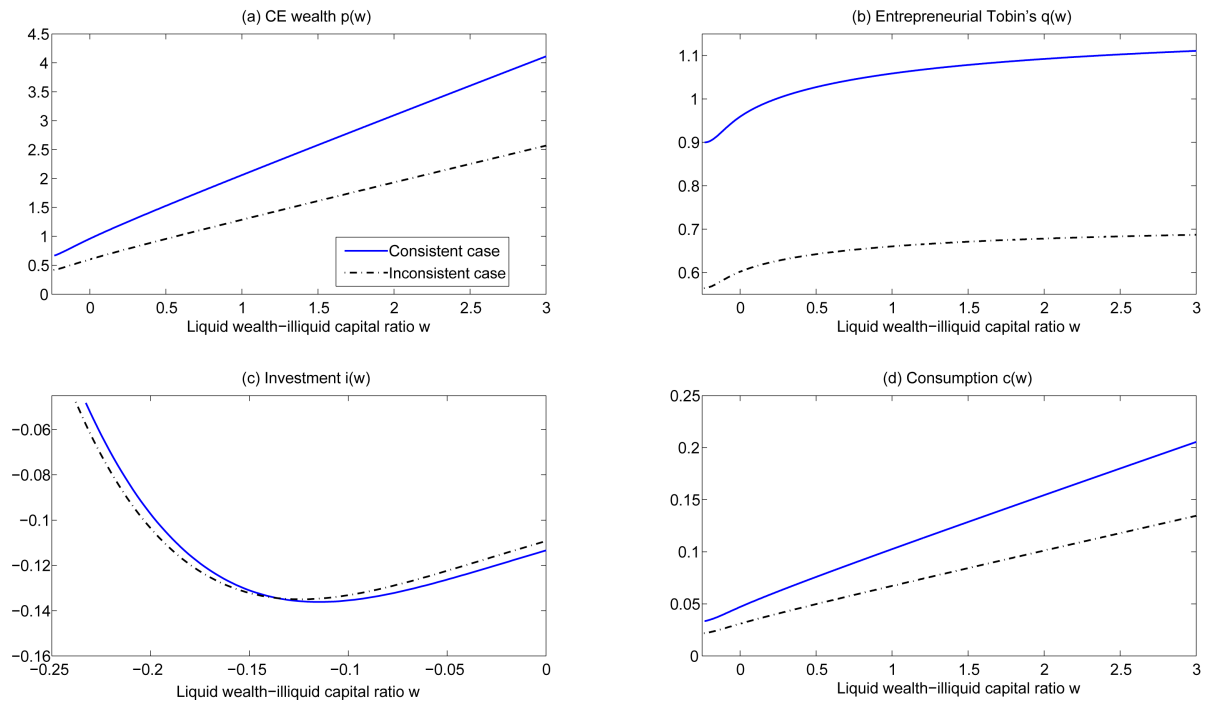 (a) CE wealth p(w)
4.5
4
3.5
3
2.5
2
1.5
1
0.5
0
Consistent case
Inconsistent case
0 0.5 1 1.5 2 2.5 3
Liquid wealth−illiquid capital ratio w
(b) Entrepreneurial Tobin's q(w)
1.1
1
0.9
0.8
0.7
0.6
0 0.5 1 1.5 2 2.5 3
Liquid wealth−illiquid capital ratio w
(c) Investment i(w)
−0.06
−0.08
−0.1
−0.12
−0.14
−0.16
−0.25 −0.2 −0.15 −0.1 −0.05 0
Liquid wealth−illiquid capital ratio w
(d) Consumption c(w)
0.25
0.2
0.15
0.1
0.05
0
0 0.5 1 1.5 2 2.5 3
Liquid wealth−illiquid capital ratio w